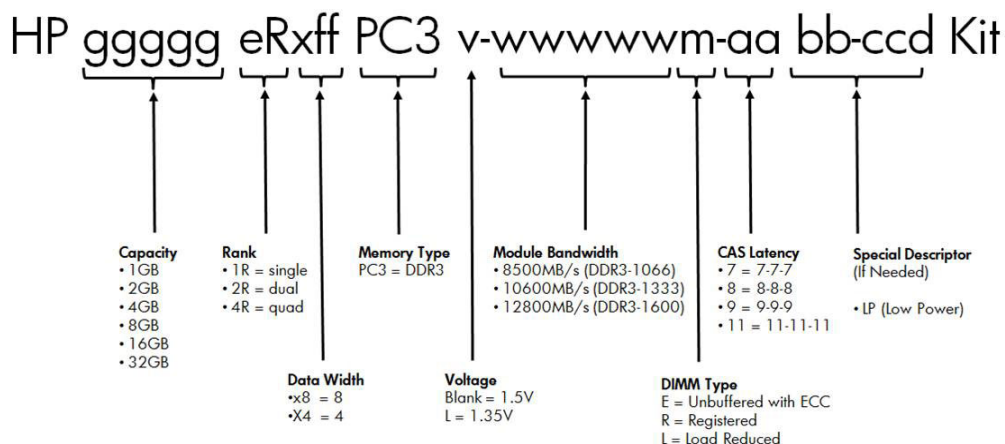 HP ggggg eRxff PC3 v-wwwwwm-aa bb-ccd Kit
Capacity
• 1GB
• 2GB
• 4GB
• 8GB
• 16GB
• 32GB
Rank
• 1R = single
• 2R = dual
• 4R = quad
Memory Type
PC3 = DDR3
Module Bandwidth
• 8500MB/s (DDR3-1066)
• 10600MB/s (DDR3-1333)
• 12800MB/s (DDR3-1600)
CAS Latency
• 7 = 7-7-7
• 8 = 8-8-8
• 9 = 9-9-9
• 11 = 11-11-11
Special Descriptor
(If Needed)
• LP (Low Power)
Data Width
•x8 = 8
•X4 = 4
Voltage
Blank = 1.5V
L = 1.35V
DIMM Type
E = Unbuffered with ECC
R = Registered
L = Load Reduced